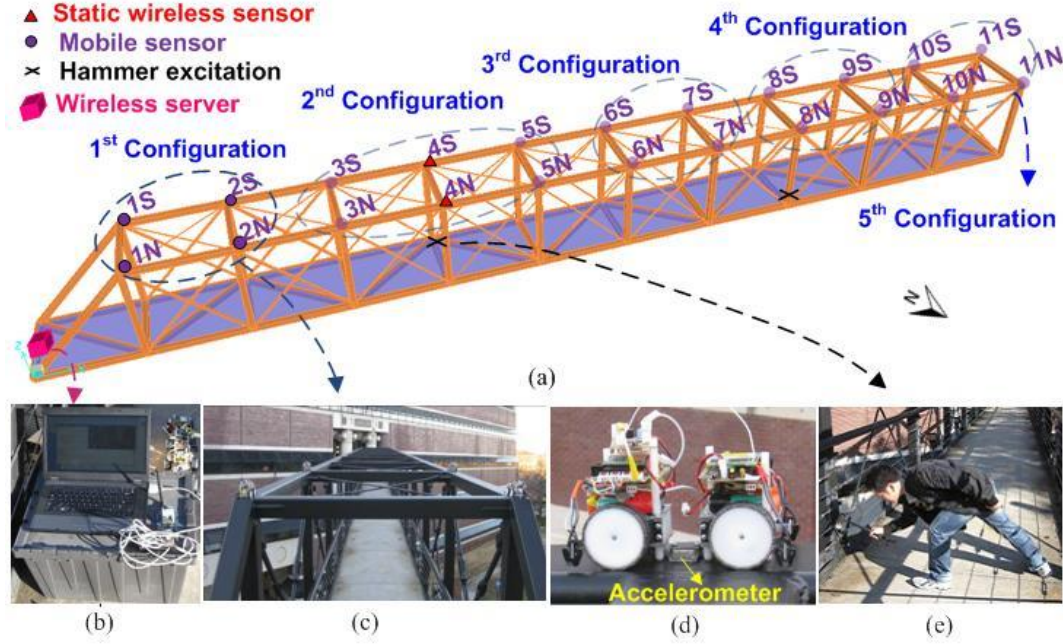 Static wireless sensor
Mobile sensor
Hammer excitation
Wireless server
1st Configuration
2nd Configuration
3rd Configuration
4th Configuration
5th Configuration
1S
2S
3S
4S
5S
6S
7S
8S
9S
10S
11S
1N
2N
3N
4N
5N
6N
7N
8N
9N
10N
11N
N
Z
(a)
Accelerometer
(b)
(c)
(d)
(e)